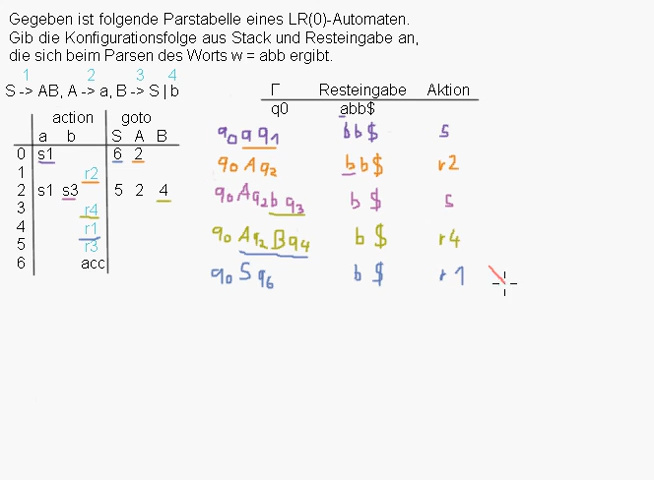 Gegeben ist folgende Parstabelle eines LR(0)-Automaten.
Gib die Konfigurationsfolge aus Stack und Resteingabe an,
die sich beim Parsen des Worts w = abb ergibt.
1 2 3 4
S -> AB, A -> a, B -> S | b
action goto
a b S A B
0 s1 6 2
1 r2
2 s1 s3 5 2 4
3 r4
4 r1
5 r3
6 acc
Γ Resteingabe Aktion
q0 abb$
q0 a q1 bb$ s
q0 A q2 bb$ r2
q0 A q2 b q3 b$ s
q0 A q2 B q4 b$ r4
q0 S q6 b$ r1